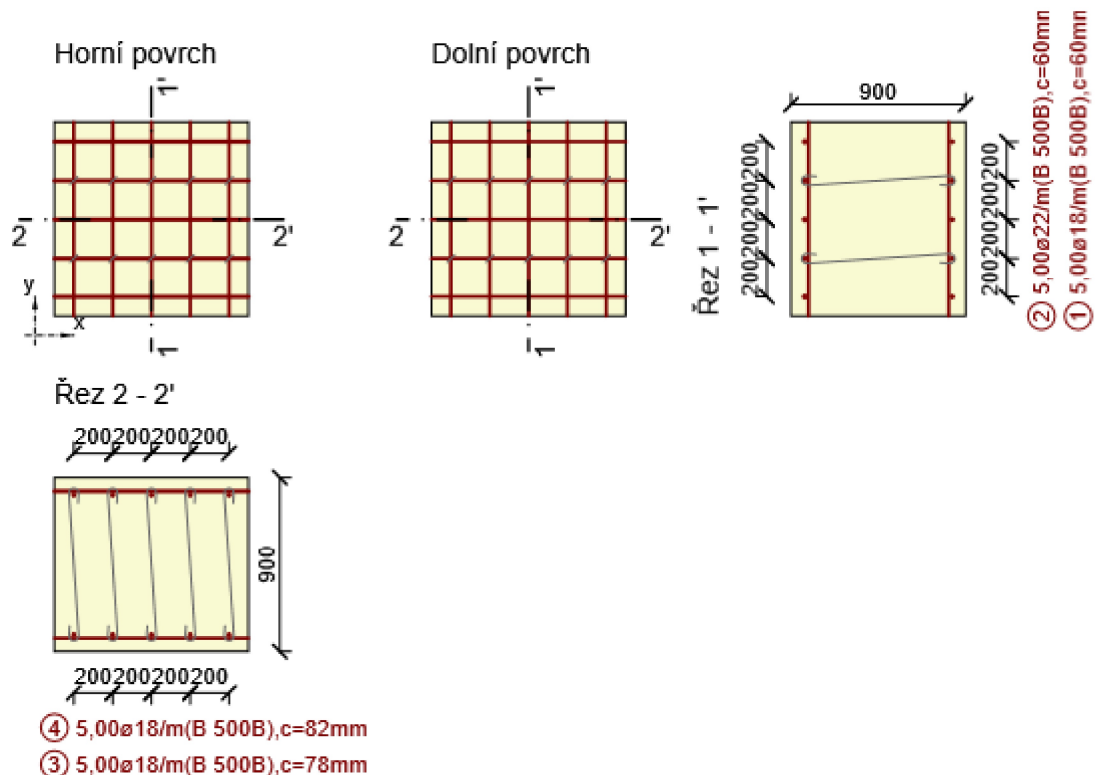 Horní povrch
1'
2
2'
1
y
x
Dolní povrch
1'
2
2'
1
900
200200200200
Řez 1 - 1'
200200200200
② 5,00ø22/m(B 500B),c=60mn
① 5,00ø18/m(B 500B),c=60mn
Řez 2 - 2'
200200200200
900
200200200200
④ 5,00ø18/m(B 500B),c=82mm
③ 5,00ø18/m(B 500B),c=78mm